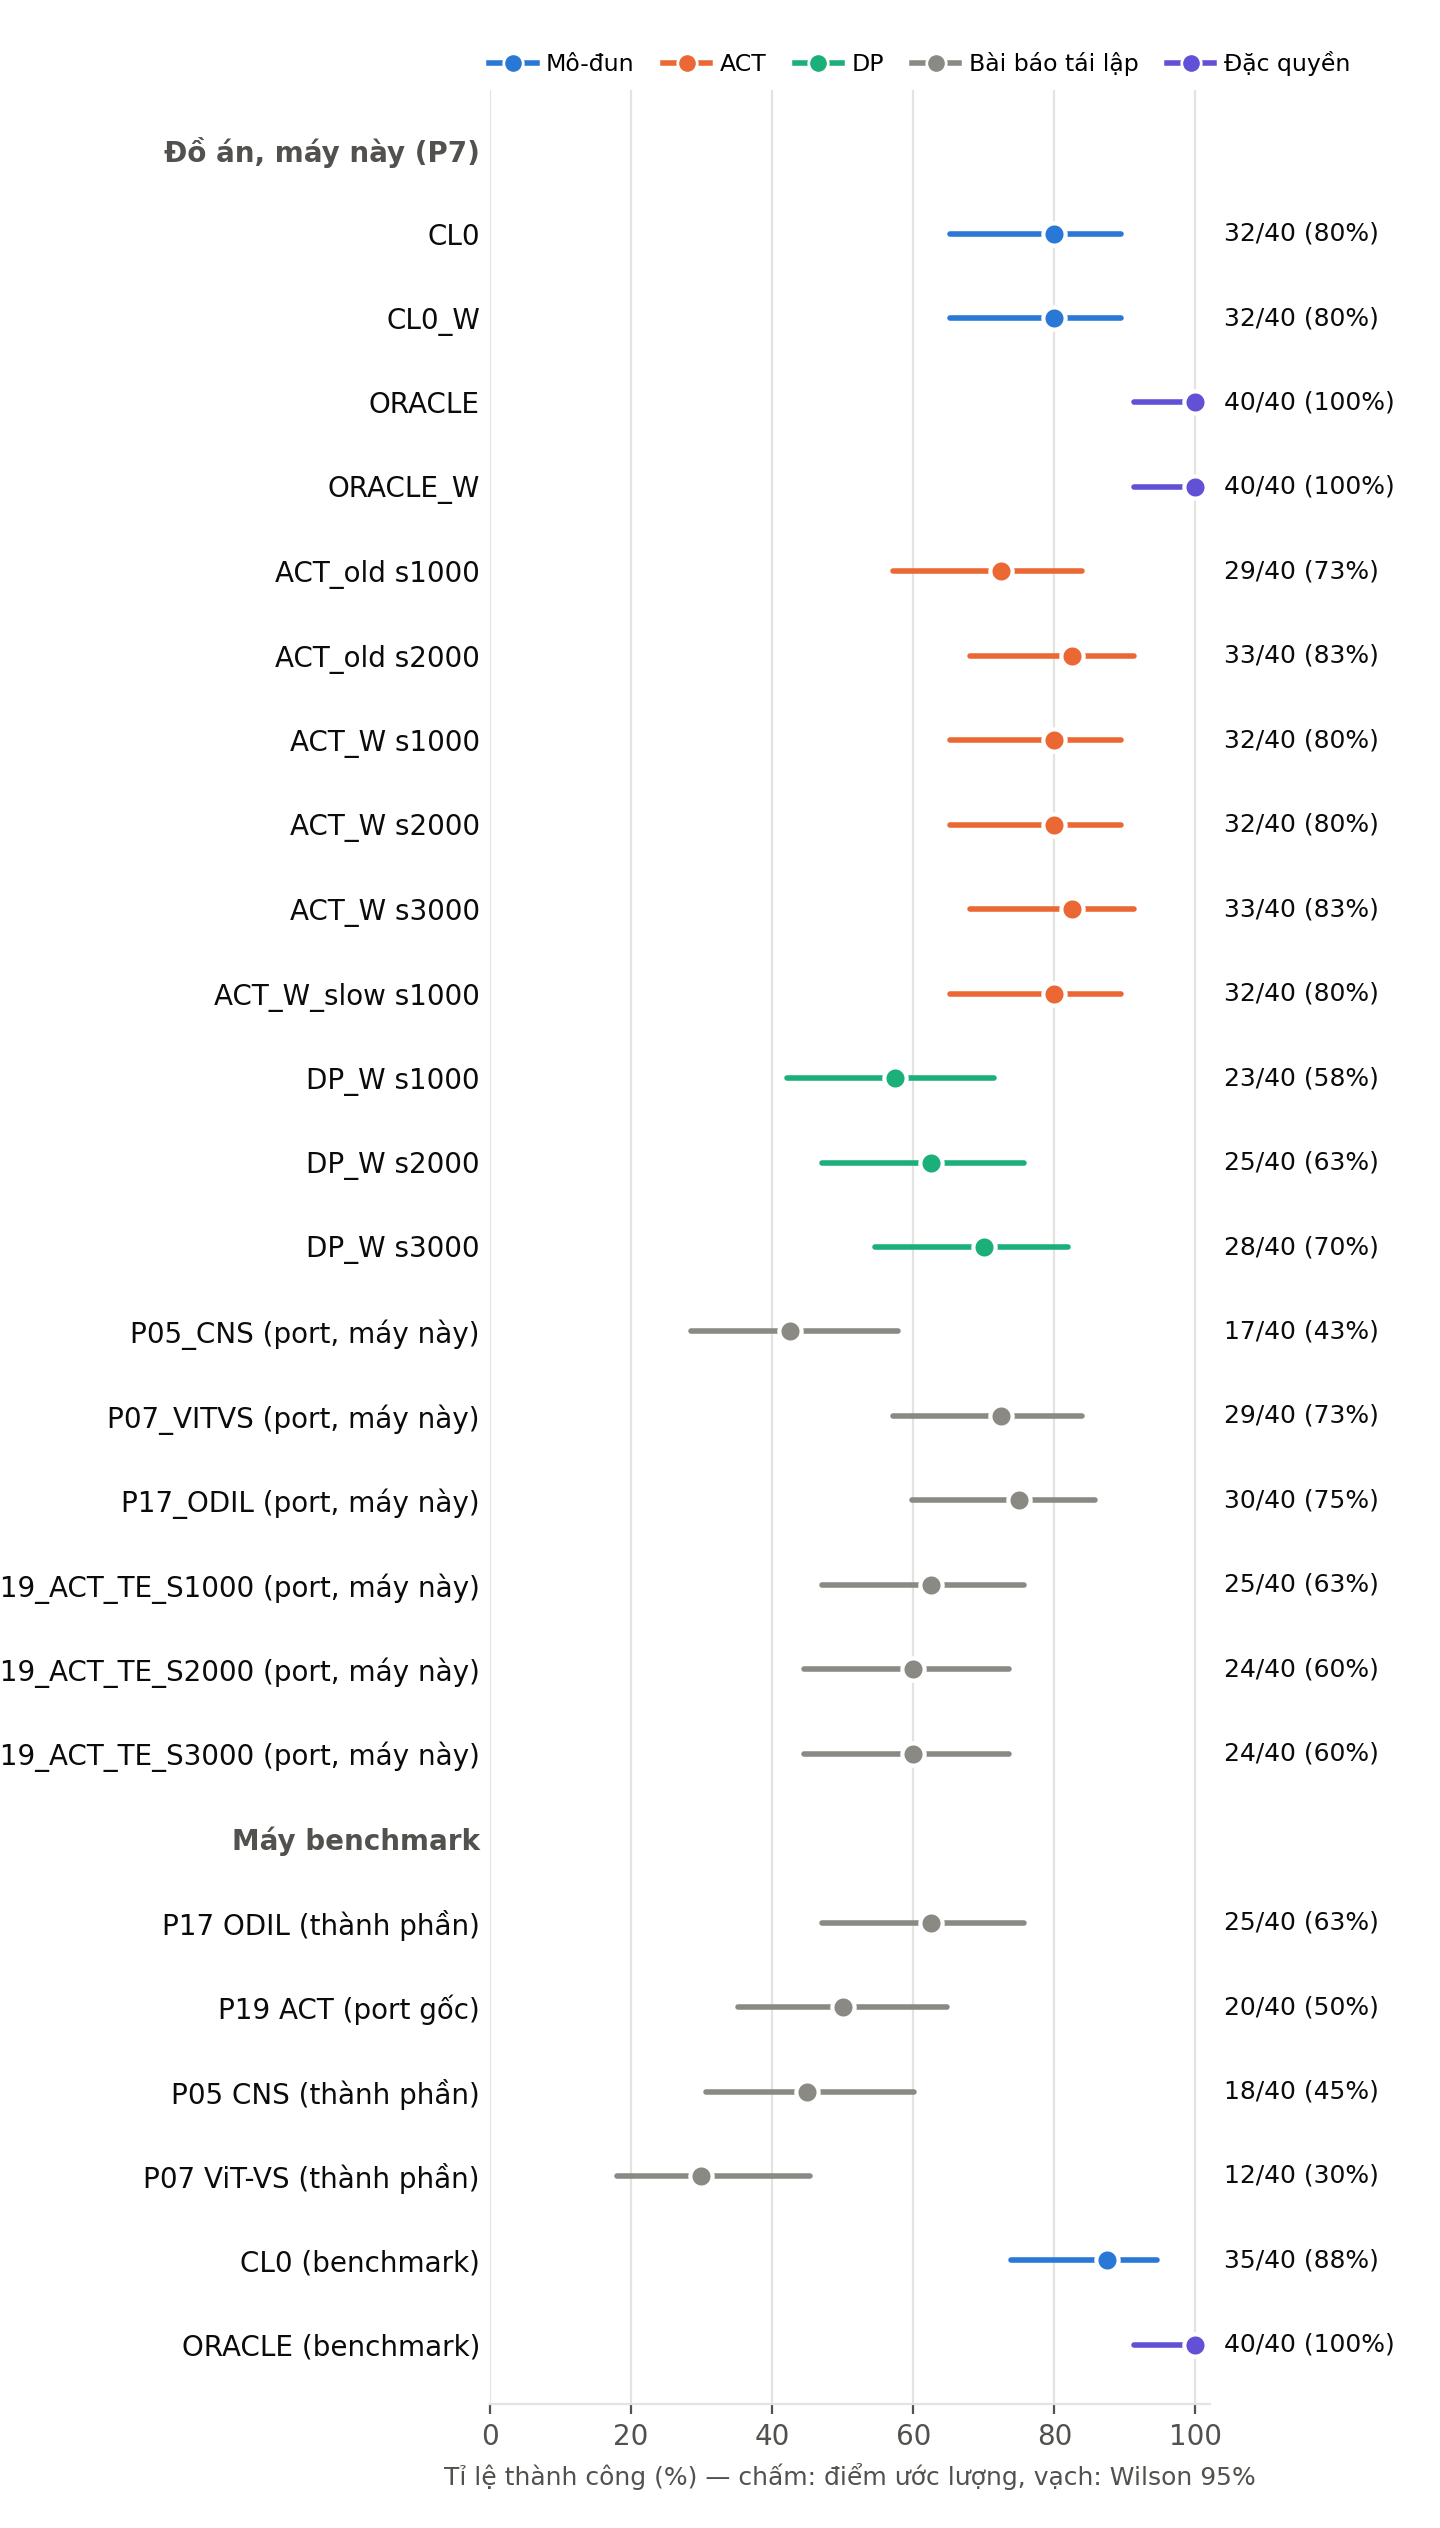 Mô-đun ACT DP Bài báo tái lập Đặc quyền
Đồ án, máy này (P7)
CL0 32/40 (80%)
CL0_W 32/40 (80%)
ORACLE 40/40 (100%)
ORACLE_W 40/40 (100%)
ACT_old s1000 29/40 (73%)
ACT_old s2000 33/40 (83%)
ACT_W s1000 32/40 (80%)
ACT_W s2000 32/40 (80%)
ACT_W s3000 33/40 (83%)
ACT_W_slow s1000 32/40 (80%)
DP_W s1000 23/40 (58%)
DP_W s2000 25/40 (63%)
DP_W s3000 28/40 (70%)
P05_CNS (port, máy này) 17/40 (43%)
P07_VITVS (port, máy này) 29/40 (73%)
P17_ODIL (port, máy này) 30/40 (75%)
19_ACT_TE_S1000 (port, máy này) 25/40 (63%)
19_ACT_TE_S2000 (port, máy này) 24/40 (60%)
19_ACT_TE_S3000 (port, máy này) 24/40 (60%)
Máy benchmark
P17 ODIL (thành phần) 25/40 (63%)
P19 ACT (port gốc) 20/40 (50%)
P05 CNS (thành phần) 18/40 (45%)
P07 ViT-VS (thành phần) 12/40 (30%)
CL0 (benchmark) 35/40 (88%)
ORACLE (benchmark) 40/40 (100%)
0 20 40 60 80 100
Tỉ lệ thành công (%) — chấm: điểm ước lượng, vạch: Wilson 95%